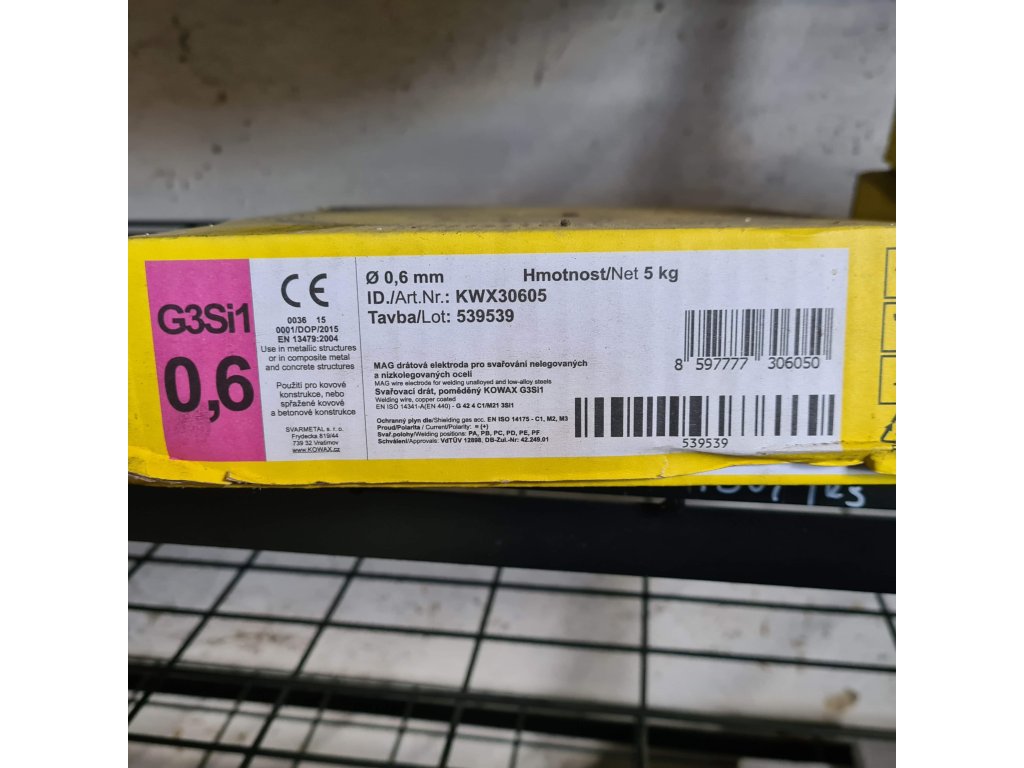 G3Si1
0,6
CE
0036 15
0001/DOP/2015
EN 13479:2004
Use in metallic structures
or in composite metal
and concrete structures
Použití pro kovové
konstrukce, nebo
spřažené kovové
a betonové konstrukce
SVARMETAL s. r. o.
Frydecka 819/44
739 32 Vratimov
www.KOWAX.cz
Ø 0,6 mm Hmotnost/Net 5 kg
ID./Art.Nr.: KWX30605
Tavba/Lot: 539539
MAG drátová elektroda pro svařování nelegovaných
a nízkolegovaných ocelí
MAG wire electrode for welding unalloyed and low-alloy steels
Svařovací drát, poměděný KOWAX G3Si1
Welding wire, copper coated
EN ISO 14341-A(EN 440) - G 42 4 C1/M21 3Si1
Ochranný plyn dle/Shielding gas acc. EN ISO 14175 - C1, M2, M3
Proud/Polarita / Current/Polarity: = (+)
Svař.polohy/Welding positions: PA, PB, PC, PD, PE, PF
Schválení/Approvals: VdTÜV 12898, DB-Zul.-Nr: 42.249.01
8 597777 306050
539539